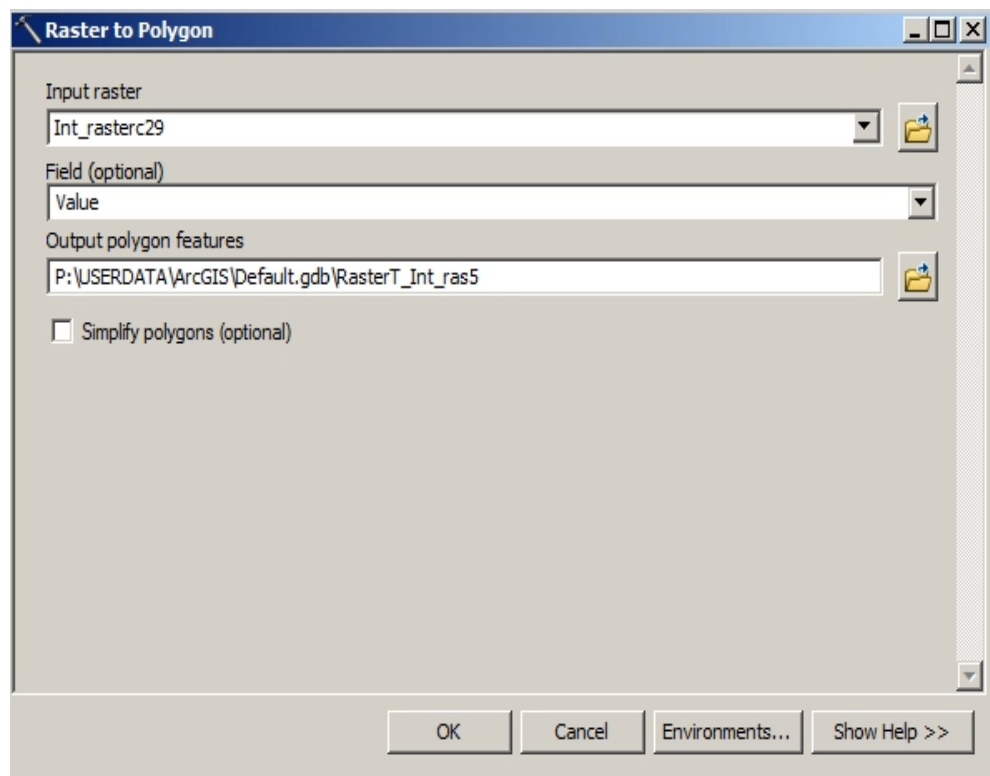 Raster to Polygon
Input raster
Int_rasterc29
Field (optional)
Value
Output polygon features
P:\USERDATA\ArcGIS\Default.gdb\RasterT_Int_ras5
Simplify polygons (optional)
OK Cancel Environments... Show Help >>